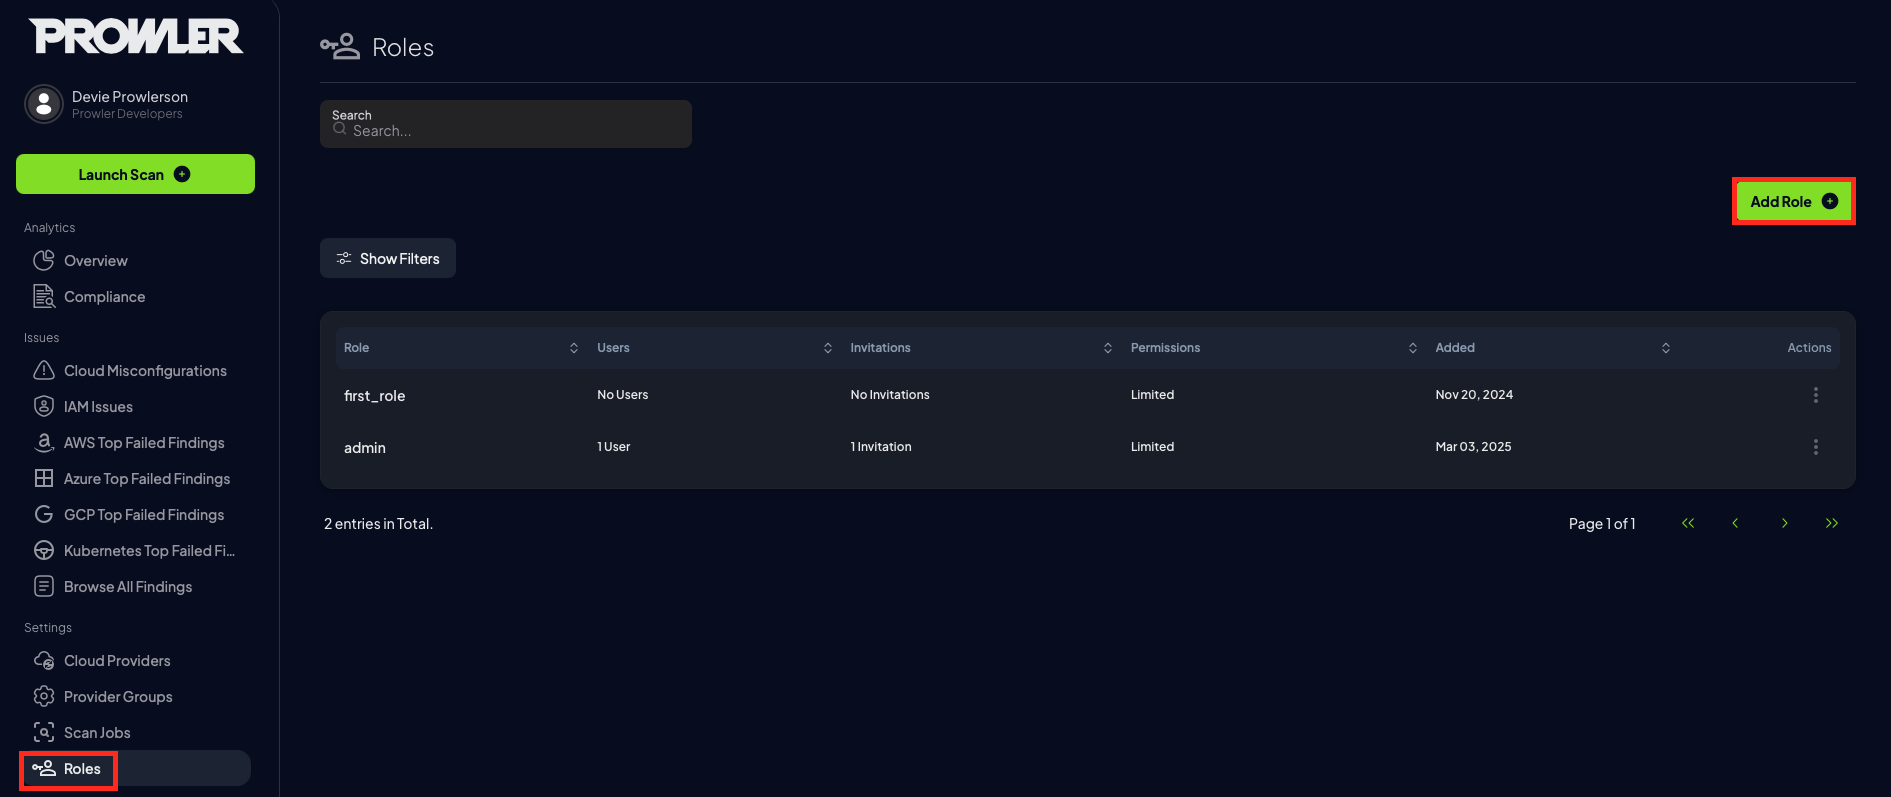 PROWLER
Devie Prowlerson
Prowler Developers
Launch Scan
Analytics
Overview
Compliance
Issues
Cloud Misconfigurations
IAM Issues
AWS Top Failed Findings
Azure Top Failed Findings
GCP Top Failed Findings
Kubernetes Top Failed Fi...
Browse All Findings
Settings
Cloud Providers
Provider Groups
Scan Jobs
Roles
Roles
Search
Search...
Add Role
Show Filters
Role Users Invitations Permissions Added Actions
first_role No Users No Invitations Limited Nov 20, 2024
admin 1 User 1 Invitation Limited Mar 03, 2025
2 entries in Total. Page 1 of 1